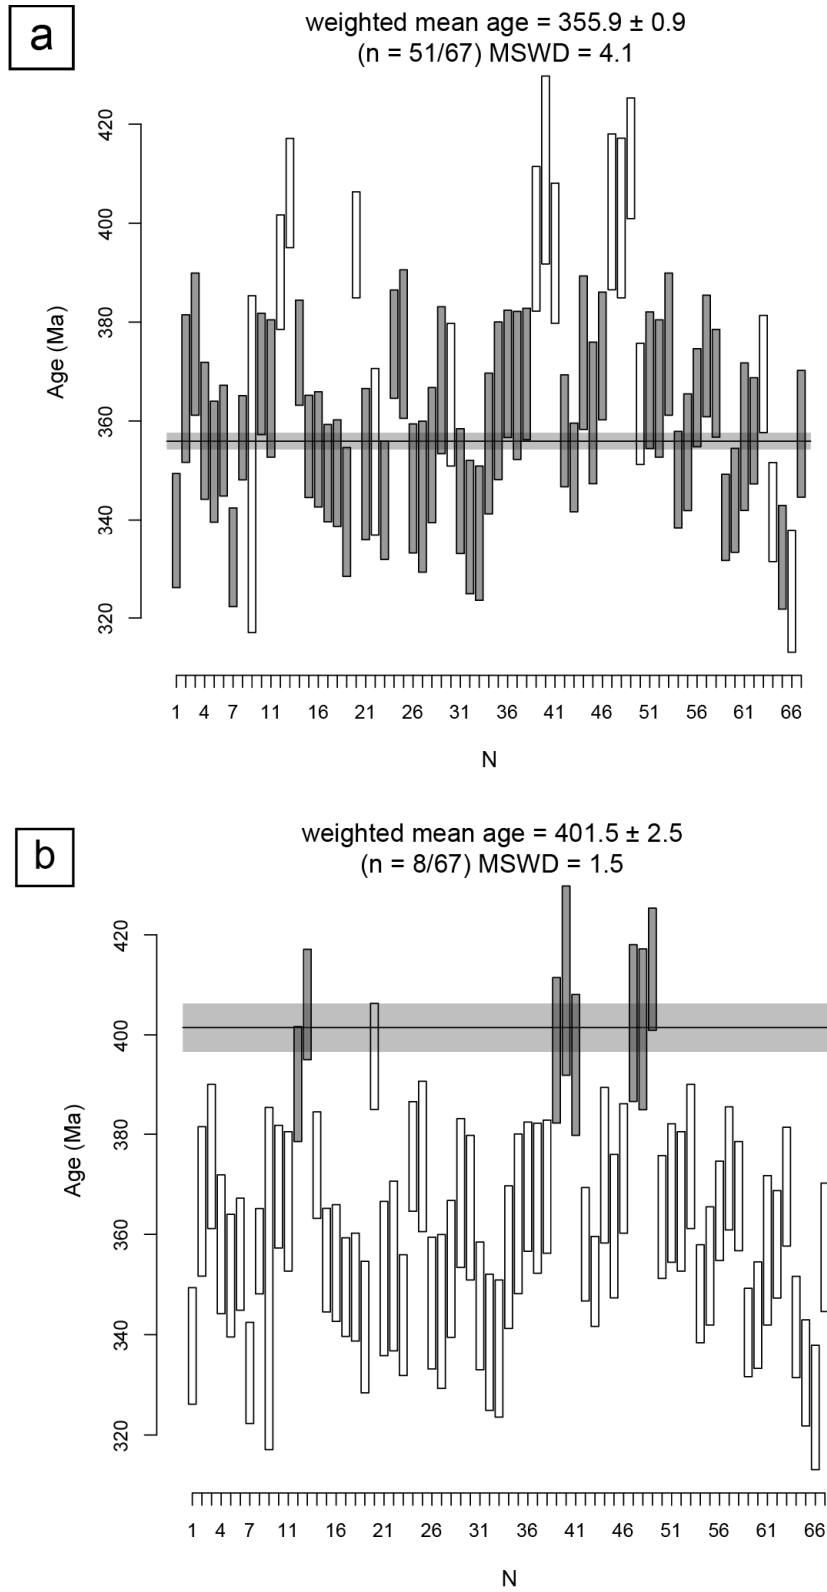 a
weighted mean age = 355.9 ± 0.9
(n = 51/67) MSWD = 4.1
420
400
380
360
340
320
Age (Ma)
1 4 7 11 16 21 26 31 36 41 46 51 56 61 66
N
b
weighted mean age = 401.5 ± 2.5
(n = 8/67) MSWD = 1.5
420
400
380
360
340
320
Age (Ma)
1 4 7 11 16 21 26 31 36 41 46 51 56 61 66
N